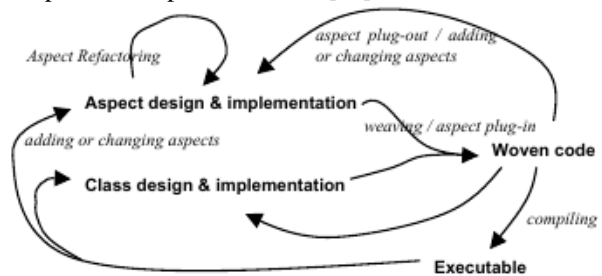 aspect plug-out / adding
or changing aspects
Aspect Refactoring
Aspect design & implementation
weaving / aspect plug-in
adding or changing aspects
Woven code
Class design & implementation
compiling
Executable